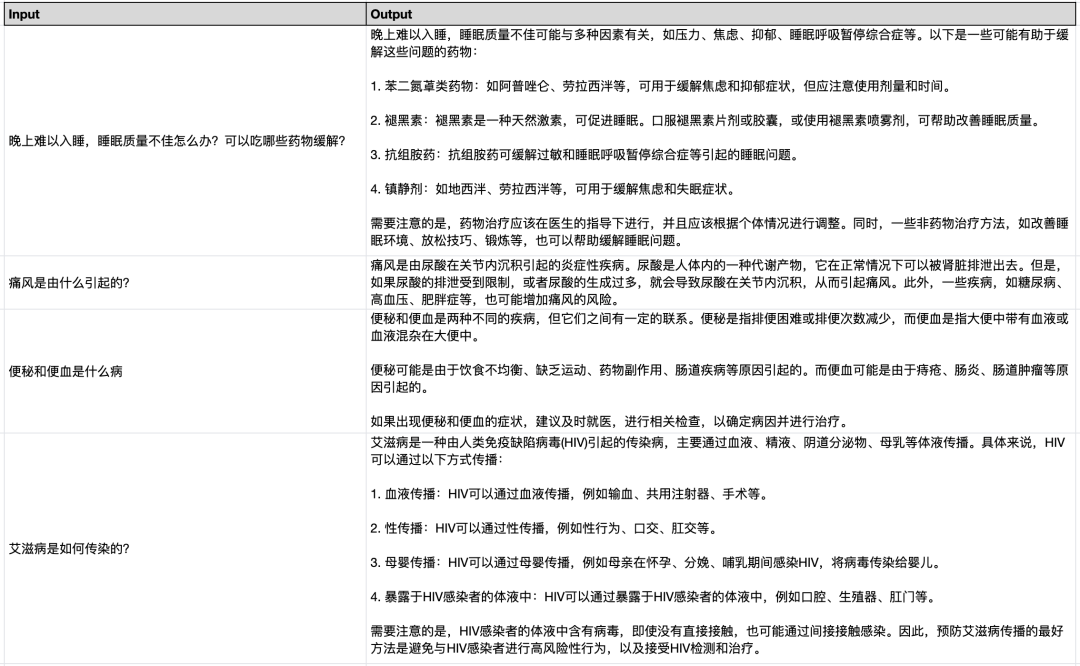 Input
Output
晚上难以入睡，睡眠质量不佳怎么办？可以吃哪些药物缓解？
晚上难以入睡，睡眠质量不佳可能与多种因素有关，如压力、焦虑、抑郁、睡眠呼吸暂停综合症等。以下是一些可能有助于缓
解这些问题的药物：
1. 苯二氮䓬类药物：如阿普唑仑、劳拉西泮等，可用于缓解焦虑和抑郁症状，但应注意使用剂量和时间。
2. 褪黑素：褪黑素是一种天然激素，可促进睡眠。口服褪黑素片剂或胶囊，或使用褪黑素喷雾剂，可帮助改善睡眠质量。
3. 抗组胺药：抗组胺药可缓解过敏和睡眠呼吸暂停综合症等引起的睡眠问题。
4. 镇静剂：如地西泮、劳拉西泮等，可用于缓解焦虑和失眠症状。
需要注意的是，药物治疗应该在医生的指导下进行，并且应该根据个体情况进行调整。同时，一些非药物治疗方法，如改善睡
眠环境、放松技巧、锻炼等，也可以帮助缓解睡眠问题。
痛风是由什么引起的?
痛风是由尿酸在关节内沉积引起的炎症性疾病。尿酸是人体内的一种代谢产物，它在正常情况下可以被肾脏排泄出去。但是，
如果尿酸的排泄受到限制，或者尿酸的生成过多，就会导致尿酸在关节内沉积，从而引起痛风。此外，一些疾病，如糖尿病、
高血压、肥胖症等，也可能增加痛风的风险。
便秘和便血是什么病
便秘和便血是两种不同的疾病，但它们之间有一定的联系。便秘是指排便困难或排便次数减少，而便血是指大便中带有血液或
血液混杂在大便中。
便秘可能是由于饮食不均衡、缺乏运动、药物副作用、肠道疾病等原因引起的。而便血可能是由于痔疮、肠炎、肠道肿瘤等原
因引起的。
如果出现便秘和便血的症状，建议及时就医，进行相关检查，以确定病因并进行治疗。
艾滋病是如何传染的?
艾滋病是一种由人类免疫缺陷病毒(HIV)引起的传染病，主要通过血液、精液、阴道分泌物、母乳等体液传播。具体来说，HIV
可以通过以下方式传播：
1. 血液传播：HIV可以通过血液传播，例如输血、共用注射器、手术等。
2. 性传播：HIV可以通过性传播，例如性行为、口交、肛交等。
3. 母婴传播：HIV可以通过母婴传播，例如母亲在怀孕、分娩、哺乳期间感染HIV，将病毒传染给婴儿。
4. 暴露于HIV感染者的体液中：HIV可以通过暴露于HIV感染者的体液中，例如口腔、生殖器、肛门等。
需要注意的是，HIV感染者的体液中含有病毒，即使没有直接接触，也可能通过间接接触感染。因此，预防艾滋病传播的最好
方法是避免与HIV感染者进行高风险性行为，以及接受HIV检测和治疗。